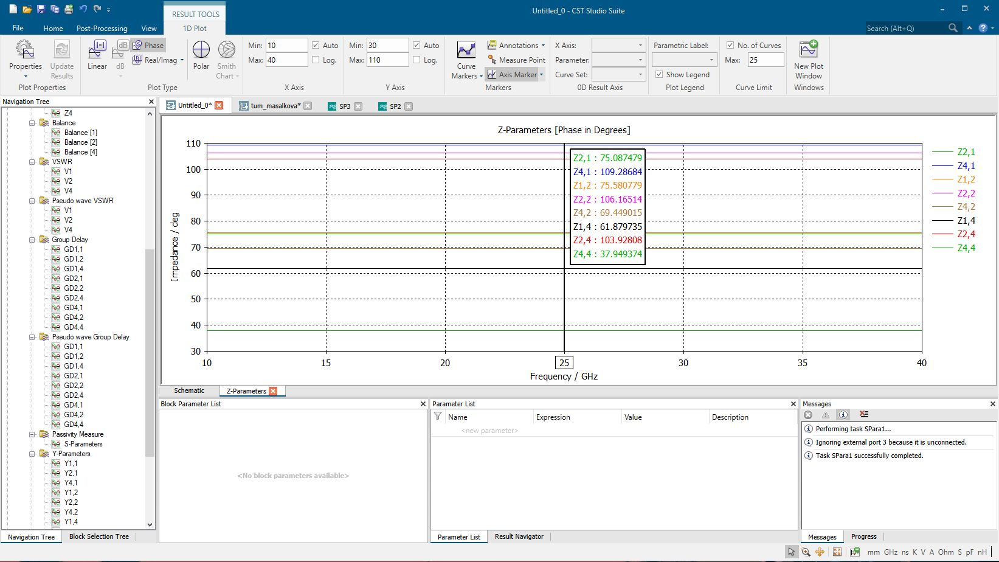 Untitled_0 - CST Studio Suite
RESULT TOOLS
File Home Post-Processing View 1D Plot
Search (Alt+Q)
Properties
Update Results
Plot Properties
Linear
dB
Phase
Real/Imag
Polar
Smith Chart
Plot Type
Min: 10 Auto
Max: 40 Log.
X Axis
Min: 30 Auto
Max: 110 Log.
Y Axis
Curve Markers
Annotations
Measure Point
Axis Marker
Markers
X Axis:
Parameter:
Curve Set:
0D Result Axis
Parametric Label:
Show Legend
Plot Legend
No. of Curves
Max: 25
Curve Limit
New Plot Window
Windows
Navigation Tree
Z4
Balance
Balance [1]
Balance [2]
Balance [4]
VSWR
V1
V2
V4
Pseudo wave VSWR
V1
V2
V4
Group Delay
GD1,1
GD1,2
GD1,4
GD2,1
GD2,2
GD2,4
GD4,1
GD4,2
GD4,4
Pseudo wave Group Delay
GD1,1
GD1,2
GD1,4
GD2,1
GD2,2
GD2,4
GD4,1
GD4,2
GD4,4
Passivity Measure
S-Parameters
Y-Parameters
Y1,1
Y2,1
Y4,1
Y1,2
Y2,2
Y4,2
Y1,4
Navigation Tree Block Selection Tree
Untitled_0* tum_masalkova* SP3 SP2
Z-Parameters [Phase in Degrees]
Impedance / deg
110
100
90
80
70
60
50
40
30
10 15 20 25 30 35 40
Frequency / GHz
Z2,1 : 75.087479
Z4,1 : 109.28684
Z1,2 : 75.580779
Z2,2 : 106.16514
Z4,2 : 69.449015
Z1,4 : 61.879735
Z2,4 : 103.92808
Z4,4 : 37.949374
Z2,1
Z4,1
Z1,2
Z2,2
Z4,2
Z1,4
Z2,4
Z4,4
Schematic Z-Parameters
Block Parameter List
<No block parameters available>
Parameter List
Name Expression Value Description
<new parameter>
Parameter List Result Navigator
Messages
Performing task SPara1...
Ignoring external port 3 because it is unconnected.
Task SPara1 successfully completed.
Messages Progress
mm GHz ns K V A Ohm S pF nH